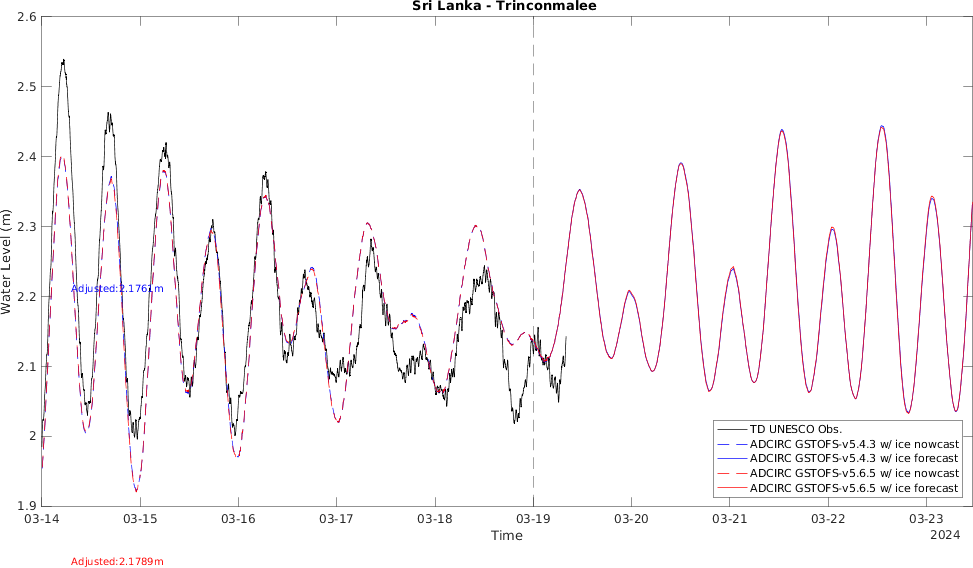 Sri Lanka - Trinconmalee
2.6
2.5
2.4
2.3
2.2
2.1
2
1.9
Water Level (m)
Adjusted:2.1761m
TD UNESCO Obs.
ADCIRC GSTOFS-v5.4.3 w/ ice nowcast
ADCIRC GSTOFS-v5.4.3 w/ ice forecast
ADCIRC GSTOFS-v5.6.5 w/ ice nowcast
ADCIRC GSTOFS-v5.6.5 w/ ice forecast
03-14 03-15 03-16 03-17 03-18 03-19 03-20 03-21 03-22 03-23
Time
2024
Adjusted:2.1789m